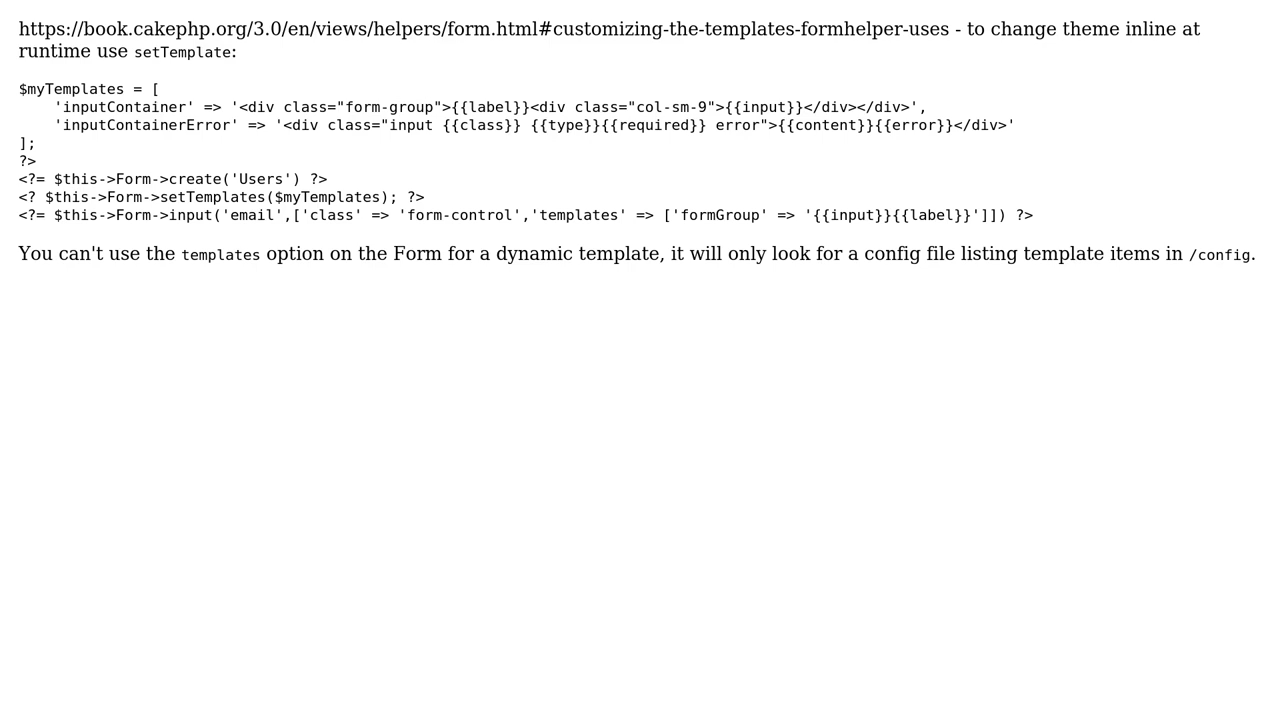 https://book.cakephp.org/3.0/en/views/helpers/form.html#customizing-the-templates-formhelper-uses - to change theme inline at
runtime use setTemplate:
$myTemplates = [
    'inputContainer' => '<div class="form-group">{{label}}<div class="col-sm-9">{{input}}</div></div>',
    'inputContainerError' => '<div class="input {{class}} {{type}}{{required}} error">{{content}}{{error}}</div>'
];
?>
<?= $this->Form->create('Users') ?>
<? $this->Form->setTemplates($myTemplates); ?>
<?= $this->Form->input('email',['class' => 'form-control','templates' => ['formGroup' => '{{input}}{{label}}']]) ?>
You can't use the templates option on the Form for a dynamic template, it will only look for a config file listing template items in /config.